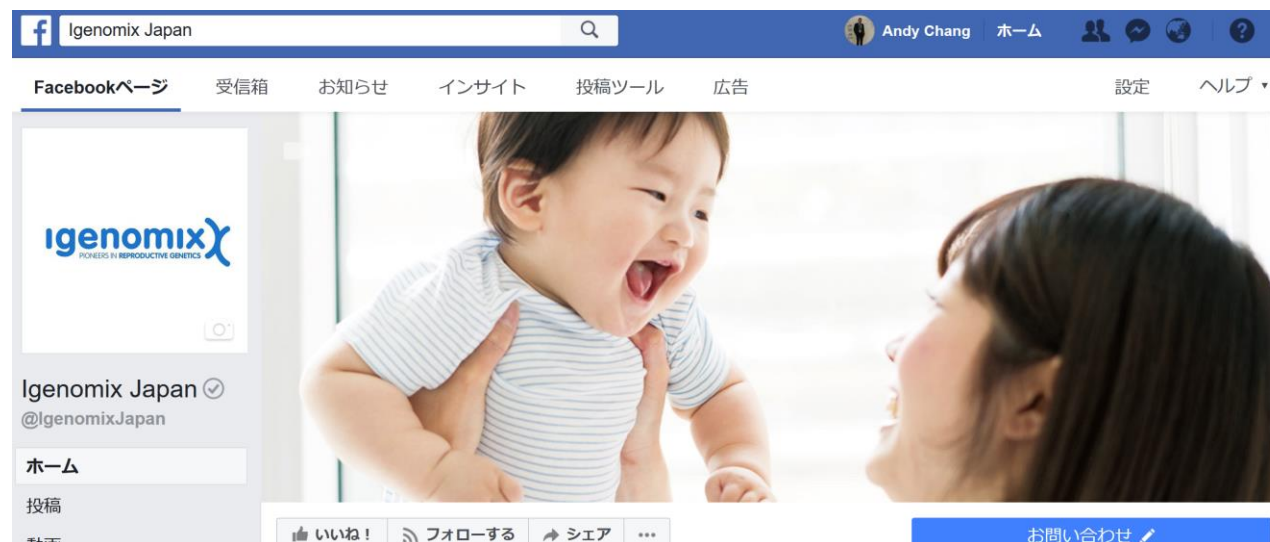 f Igenomix Japan Andy Chang ホーム ?
Facebookページ 受信箱 お知らせ インサイト 投稿ツール 広告 設定 ヘルプ
Igenomix
PIONEERS IN REPRODUCTIVE GENETICS
Igenomix Japan
@IgenomixJapan
ホーム
投稿
動画
いいね! フォローする シェア ...
お問い合わせ